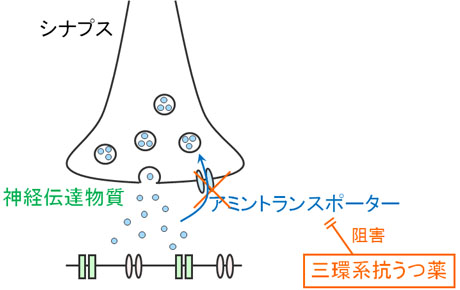 シナプス
神経伝達物質
アミントランスポーター
阻害
三環系抗うつ薬